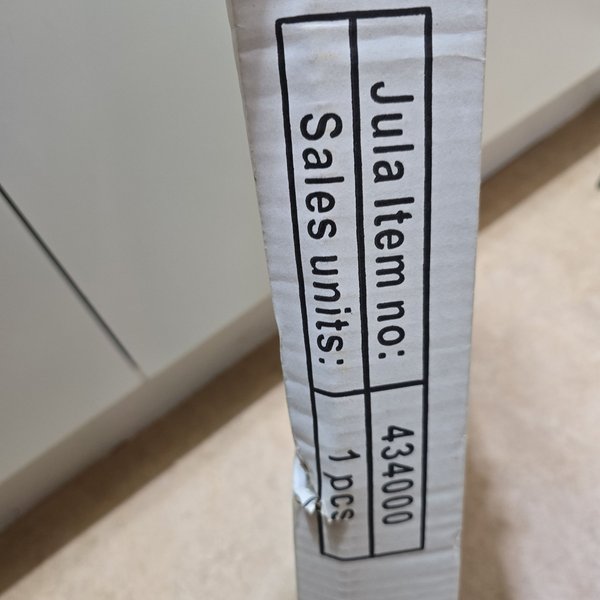 Jula Item no: 434000
Sales units: 1 pcs